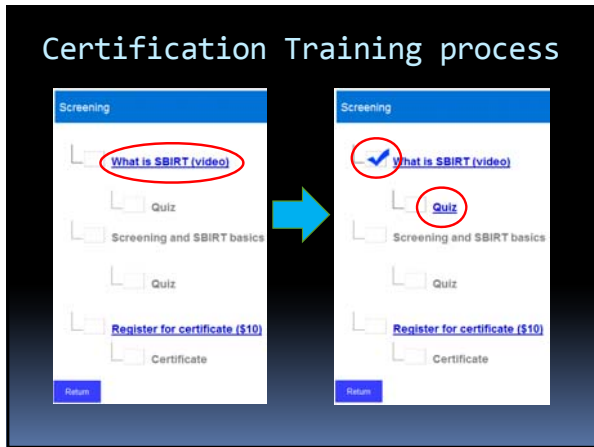 Certification Training process
Screening
What is SBIRT (video)
Quiz
Screening and SBIRT basics
Quiz
Register for certificate ($10)
Certificate
Return
Screening
What is SBIRT (video)
Quiz
Screening and SBIRT basics
Quiz
Register for certificate ($10)
Certificate
Return